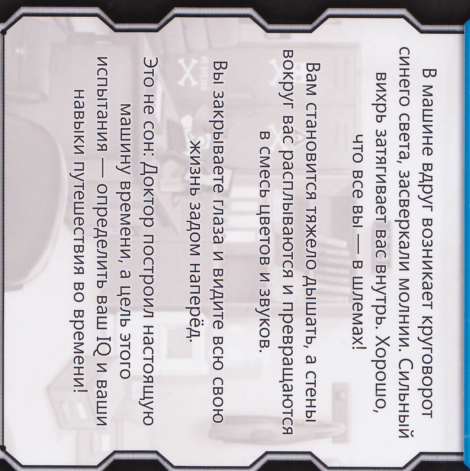 В машине вдруг возникает круговорот
синего света, засверкали молнии. Сильный
вихрь затягивает вас внутрь. Хорошо,
что все вы — в шлемах!
Вам становится тяжело дышать, а стены
вокруг вас расплываются и превращаются
в смесь цветов и звуков.
Вы закрываете глаза и видите всю свою
жизнь задом наперёд.
Это не сон: Доктор построил настоящую
машину времени, а цель этого
испытания — определить ваш IQ и ваши
навыки путешествия во времени!